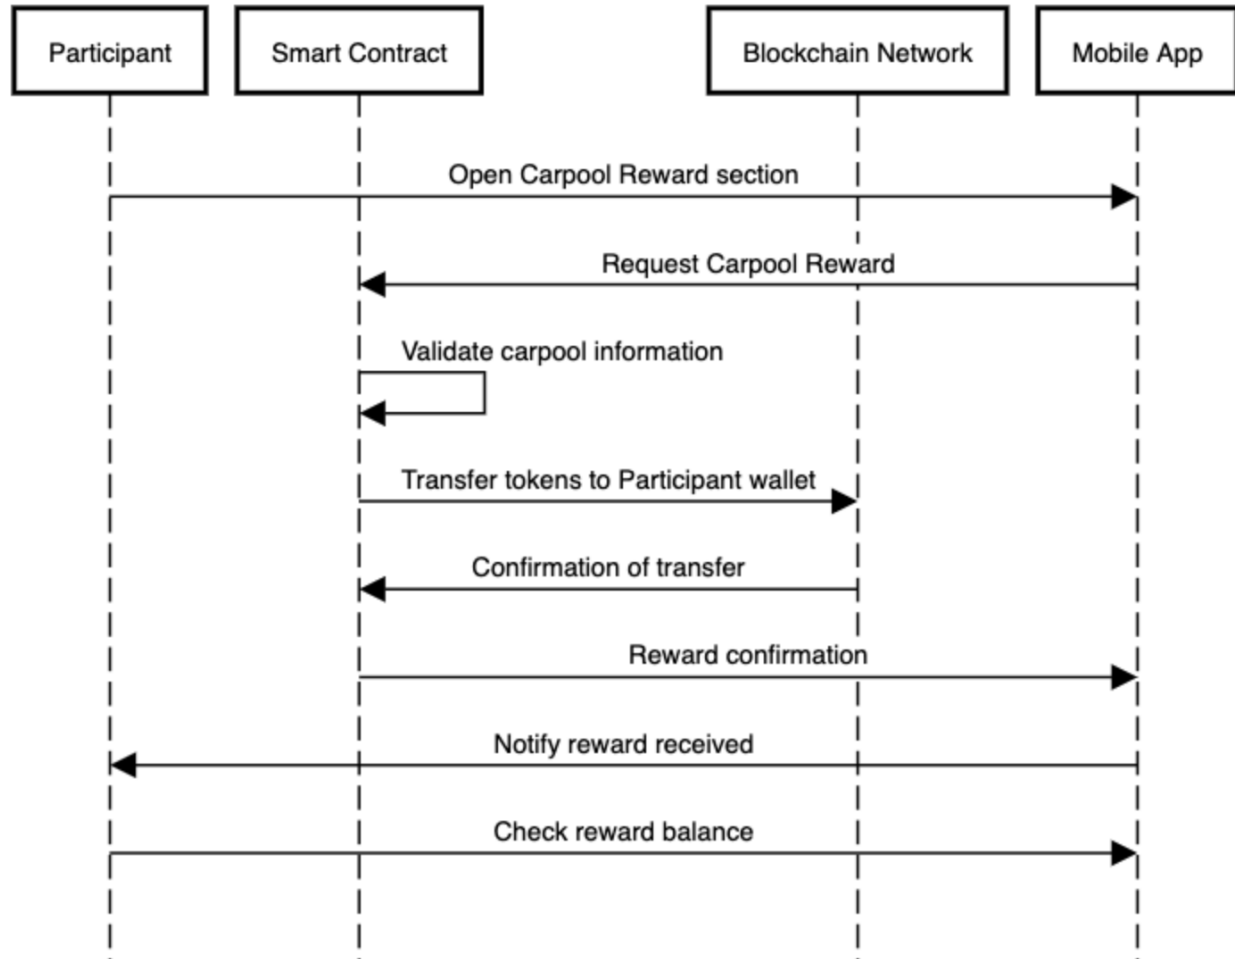 Participant
Smart Contract
Blockchain Network
Mobile App
Open Carpool Reward section
Request Carpool Reward
Validate carpool information
Transfer tokens to Participant wallet
Confirmation of transfer
Reward confirmation
Notify reward received
Check reward balance